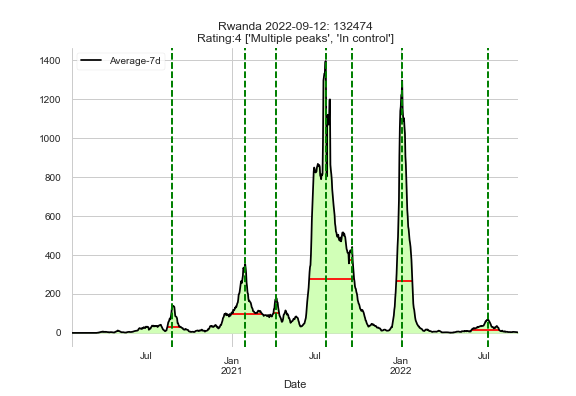 Rwanda 2022-09-12: 132474
Rating:4 ['Multiple peaks', 'In control']
Average-7d
1400
1200
1000
800
600
400
200
0
Jul
Jan
2021
Jul
Jan
2022
Jul
Date